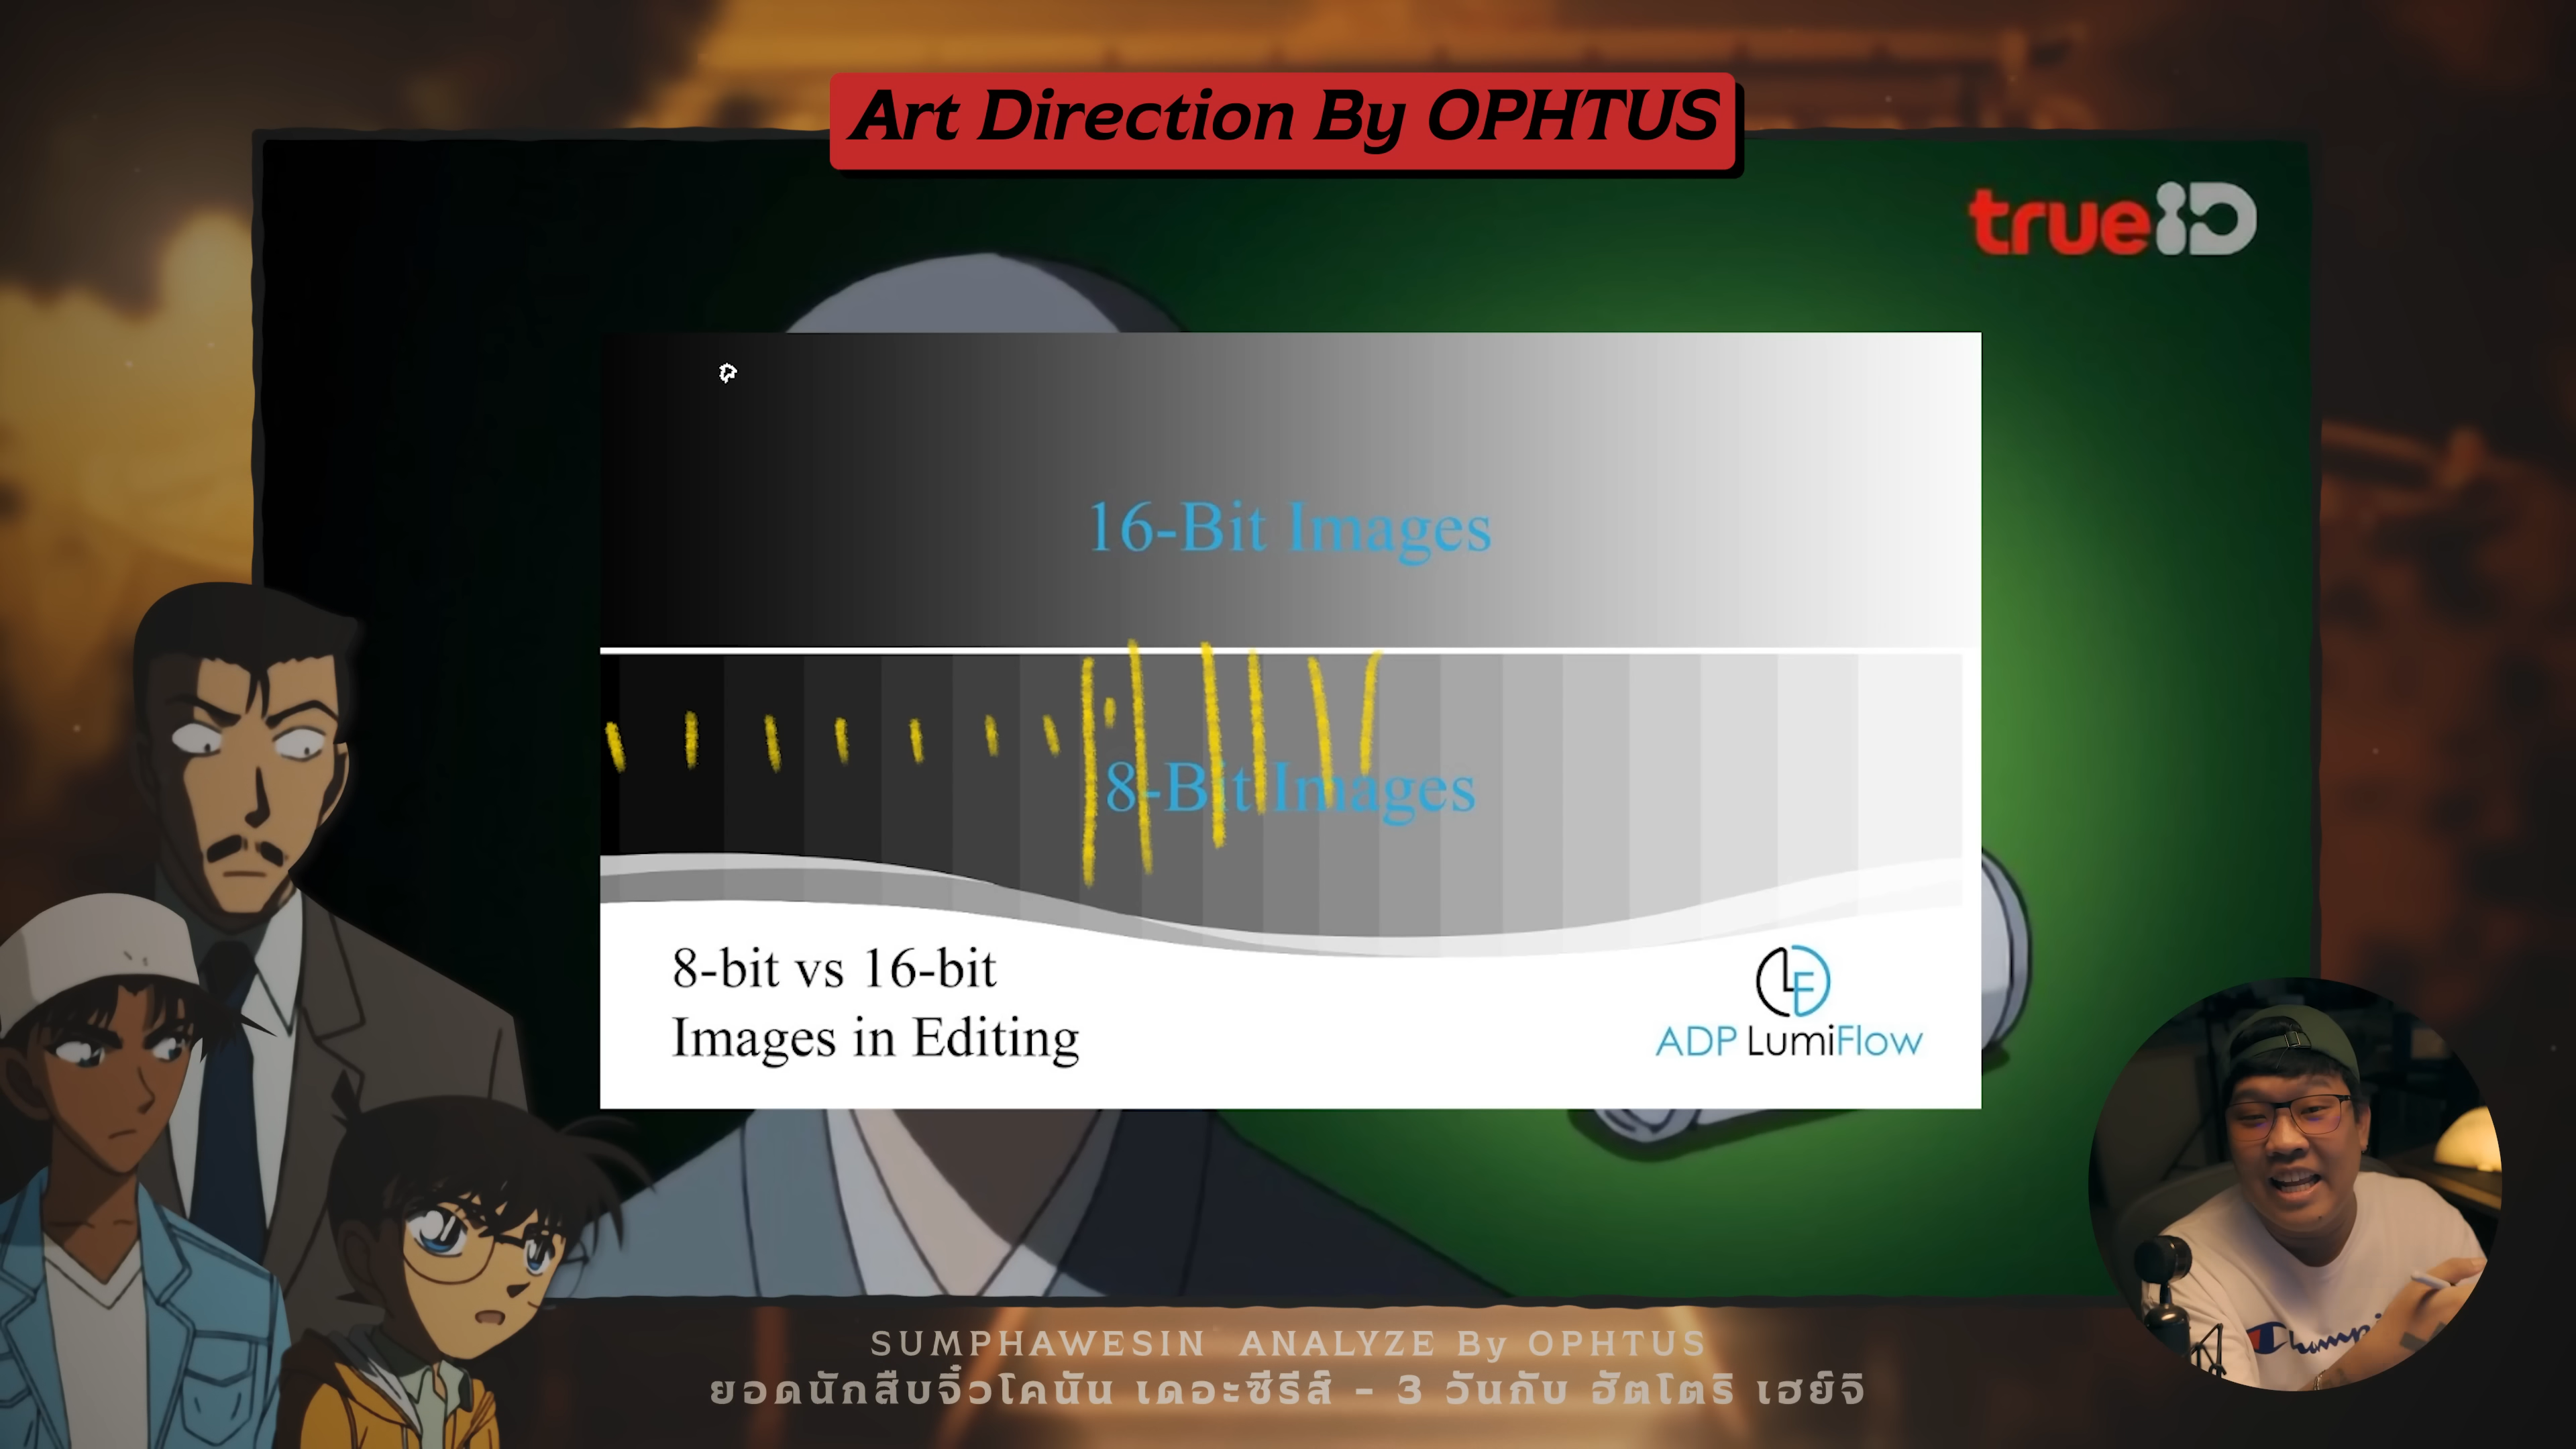 Art Direction By OPHTUS
trueiD
16-Bit Images
8-Bit Images
8-bit vs 16-bit
Images in Editing
LF
ADP LumiFlow
SUMPHAWESIN ANALYZE By OPHTUS
ยอดนักสืบจิ๋วโคนัน เดอะซีรีส์ - 3 วันกับ ฮัตโตริ เฮย์จิ